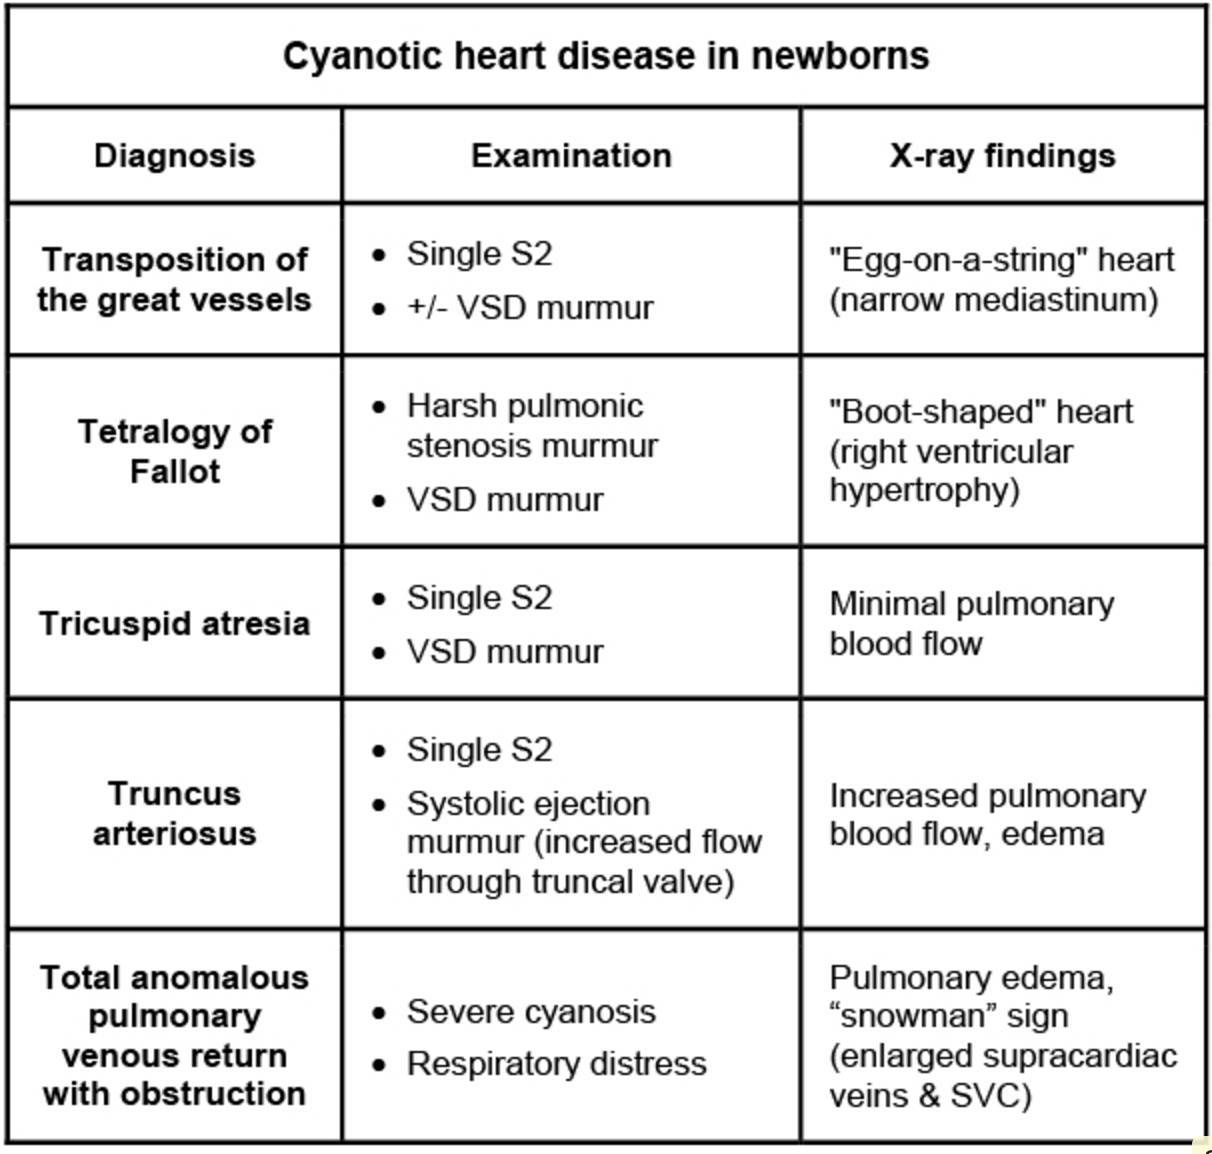 Cyanotic heart disease in newborns
Diagnosis
Examination
X-ray findings
Transposition of
the great vessels
• Single S2
• +/- VSD murmur
"Egg-on-a-string" heart
(narrow mediastinum)
Tetralogy of
Fallot
• Harsh pulmonic
stenosis murmur
• VSD murmur
"Boot-shaped" heart
(right ventricular
hypertrophy)
Tricuspid atresia
• Single S2
• VSD murmur
Minimal pulmonary
blood flow
Truncus
arteriosus
• Single S2
• Systolic ejection
murmur (increased flow
through truncal valve)
Increased pulmonary
blood flow, edema
Total anomalous
pulmonary
venous return
with obstruction
• Severe cyanosis
• Respiratory distress
Pulmonary edema,
“snowman” sign
(enlarged supracardiac
veins & SVC)